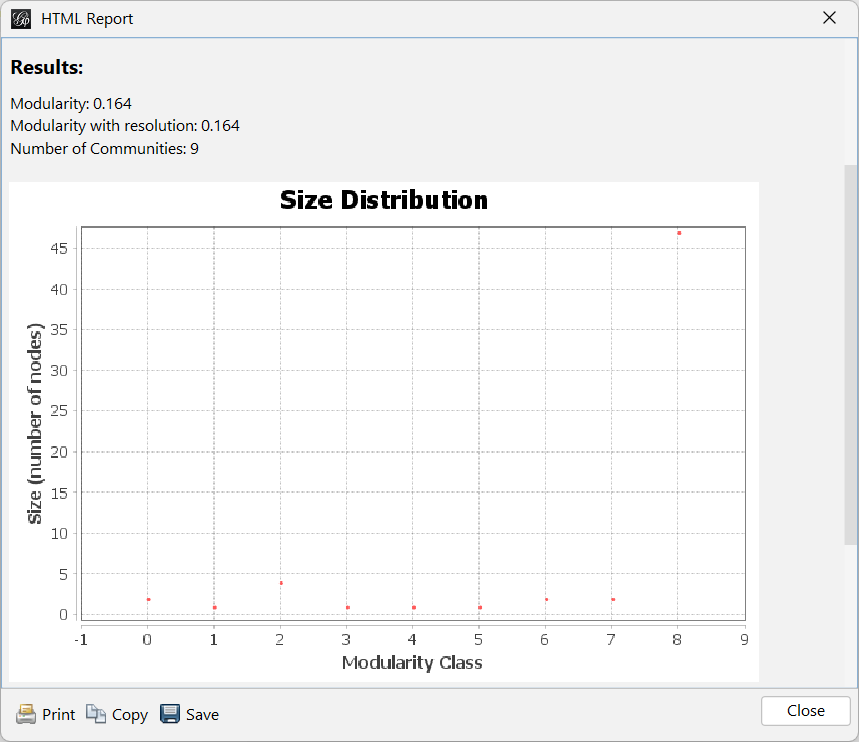 HTML Report
Results:
Modularity: 0.164
Modularity with resolution: 0.164
Number of Communities: 9
Size Distribution
Size (number of nodes)
45
40
35
30
25
20
15
10
5
0
-1 0 1 2 3 4 5 6 7 8 9
Modularity Class
Print Copy Save Close